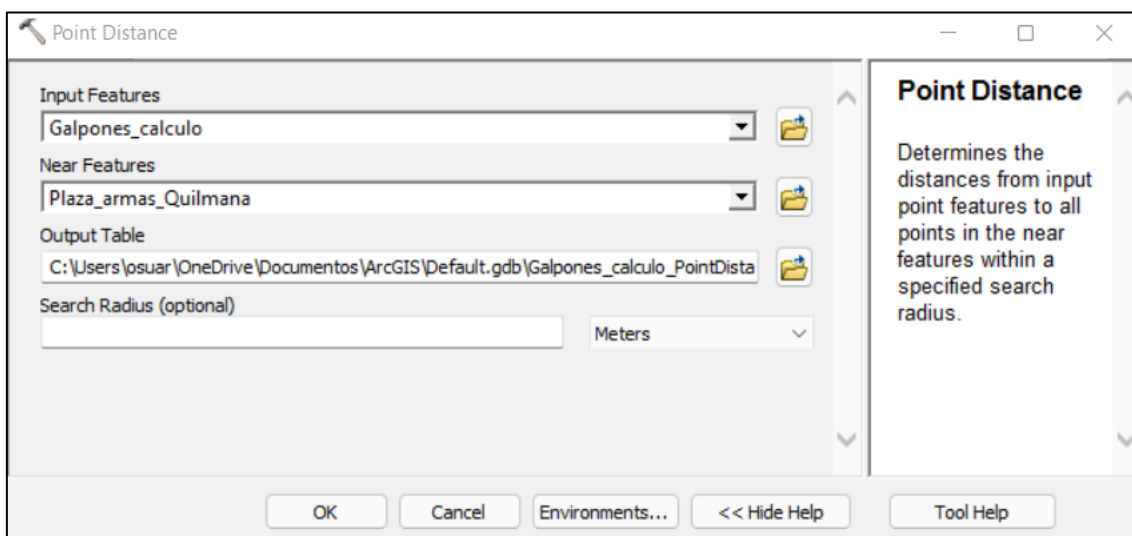 Point Distance
Input Features
Galpones_calculo
Near Features
Plaza_armas_Quilmana
Output Table
C:\Users\osuar\OneDrive\Documentos\ArcGIS\Default.gdb\Galpones_calculo_PointDista
Search Radius (optional)
Meters
OK
Cancel
Environments...
<< Hide Help
Point Distance
Determines the
distances from input
point features to all
points in the near
features within a
specified search
radius.
Tool Help